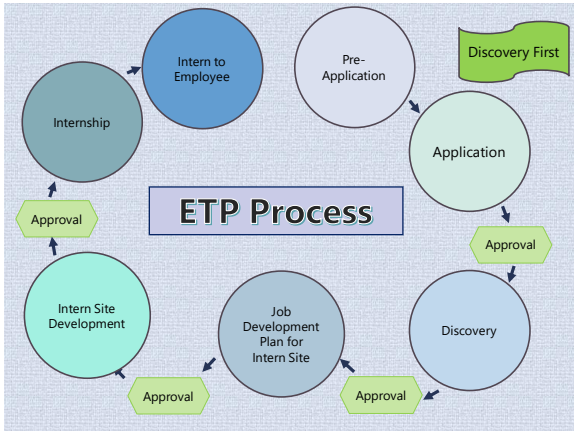 ETP Process
Discovery First
Pre-
Application
Application
Approval
Discovery
Approval
Job
Development
Plan for
Intern Site
Approval
Intern Site
Development
Approval
Internship
Intern to
Employee